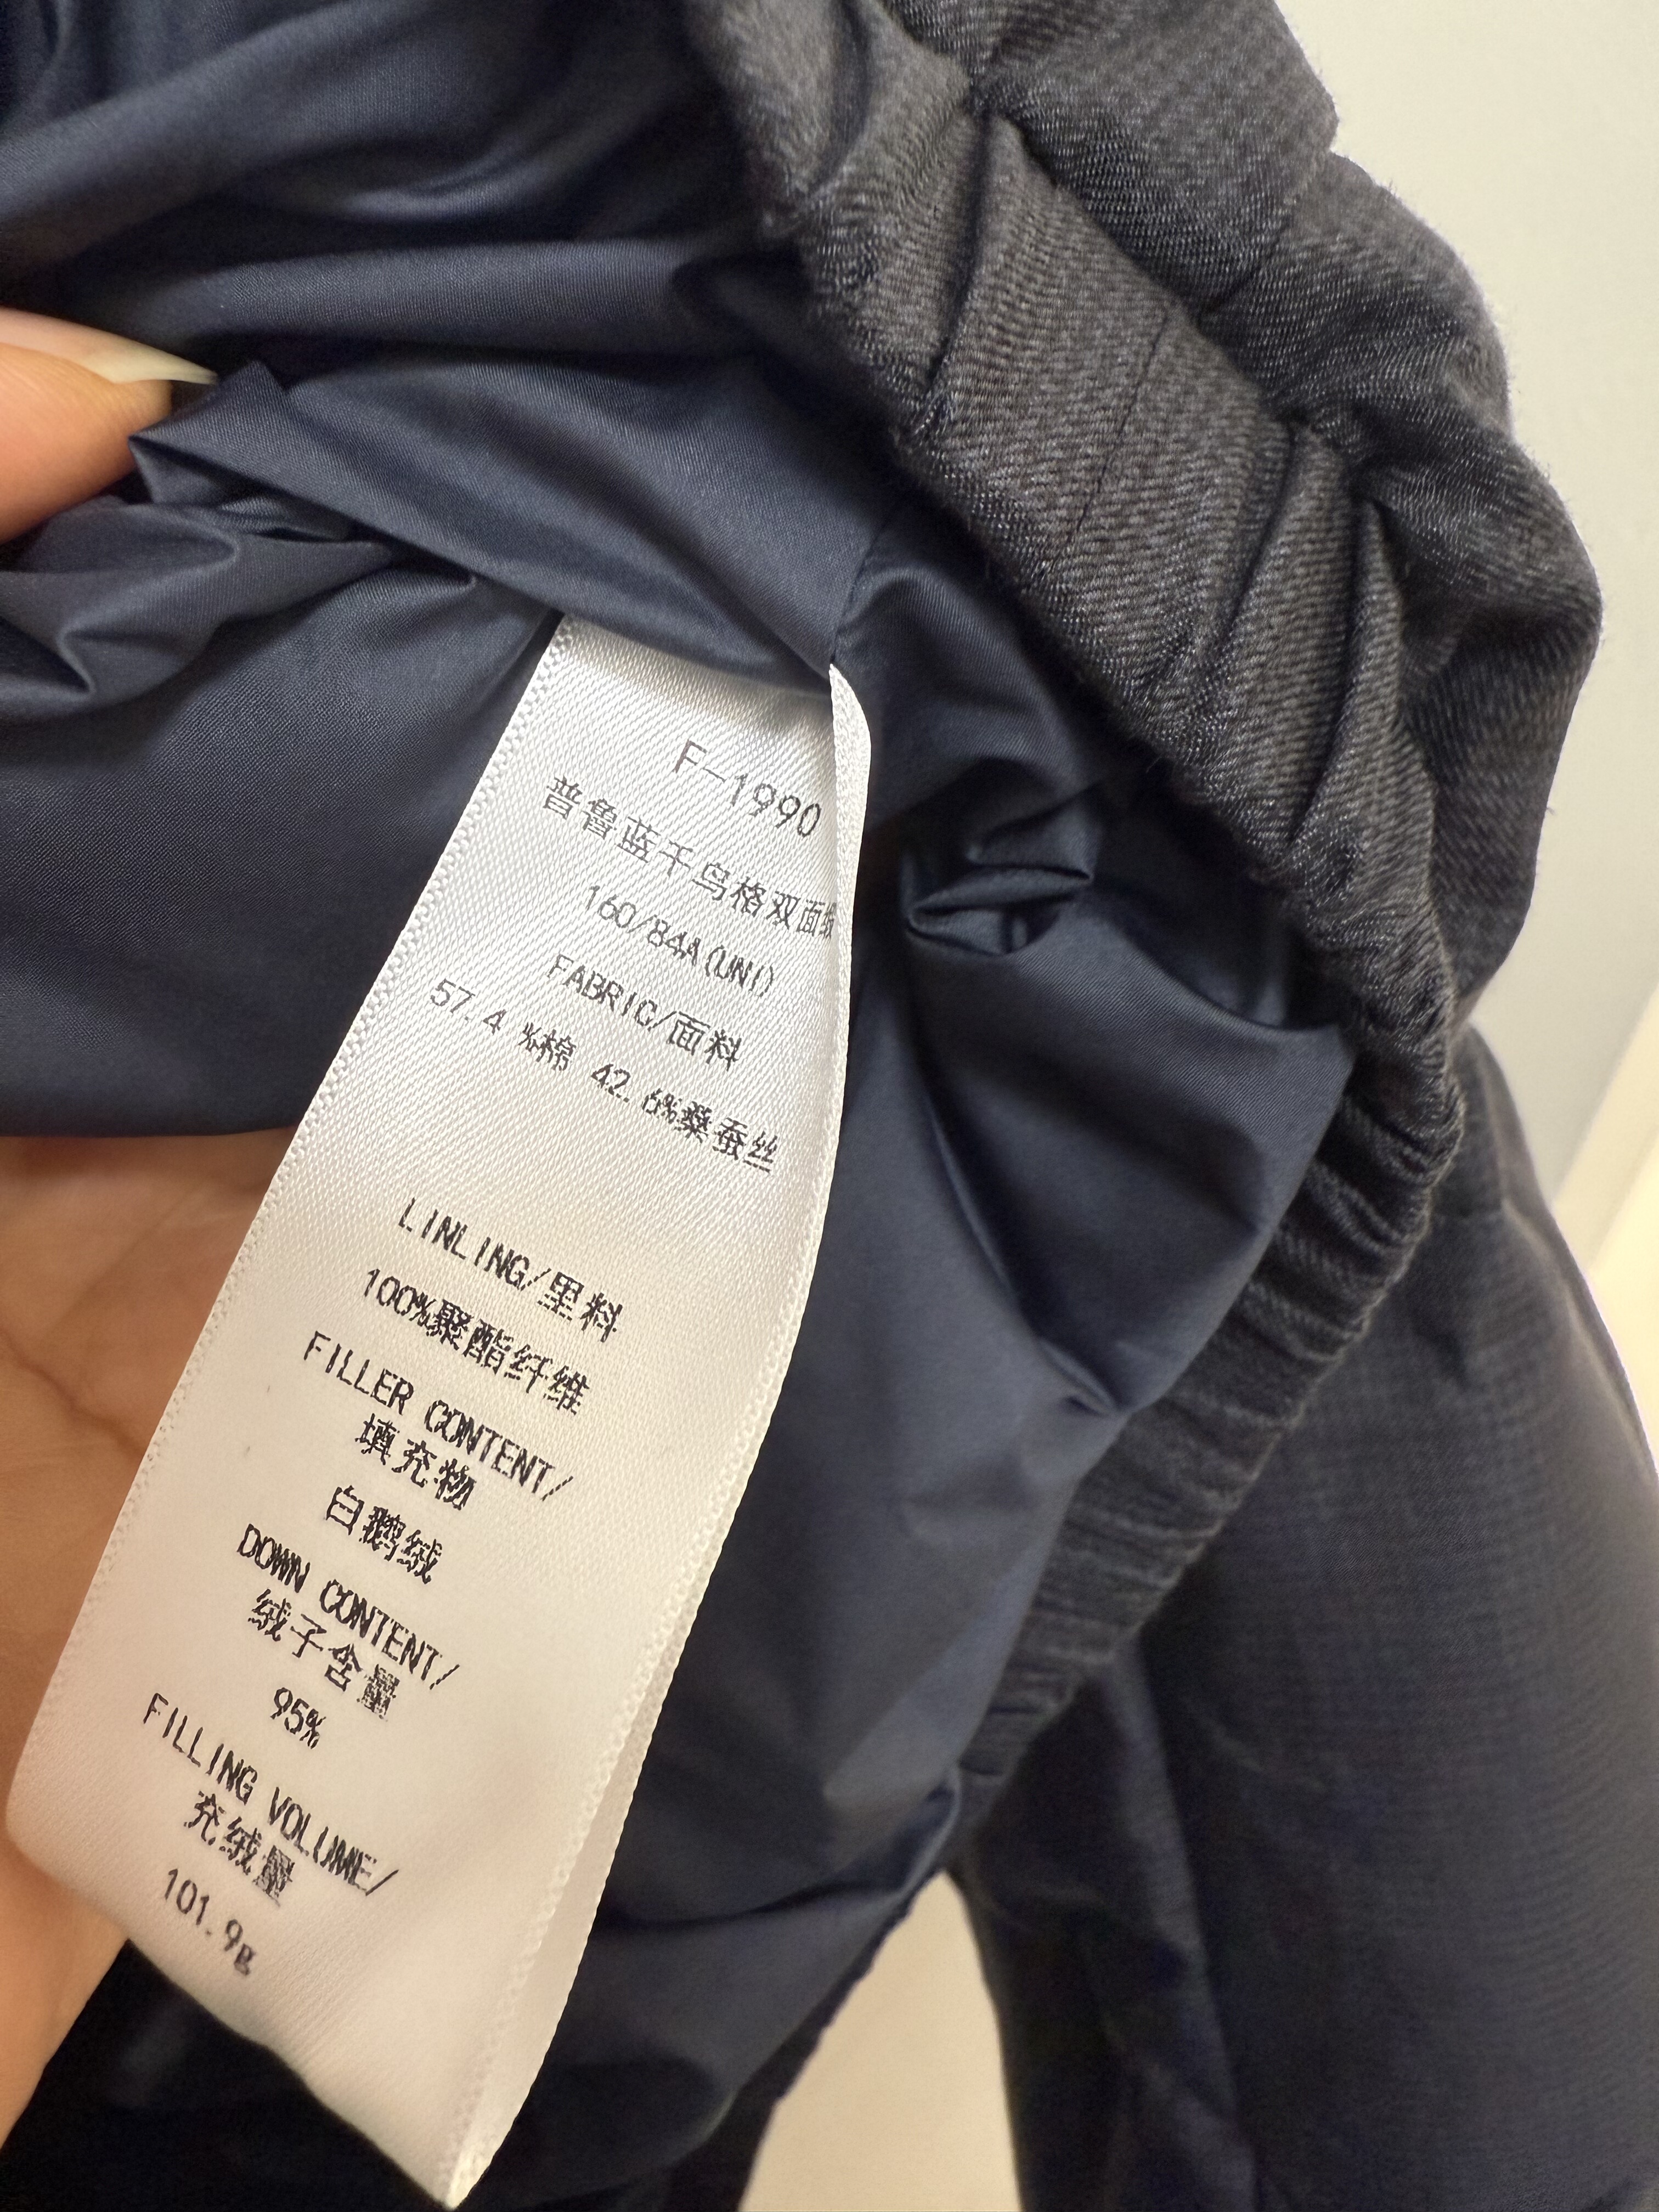 F-1990
普鲁蓝千鸟格双面
160/84A(UNI)
FABRIC/面料
57.4 %棉 42.6%桑蚕丝
LINLING/里料
100%聚酯纤维
FILLER CONTENT/
填充物
白鹅绒
DOWN CONTENT/
绒子含量
95%
FILLING VOLUME/
充绒量
101.9g